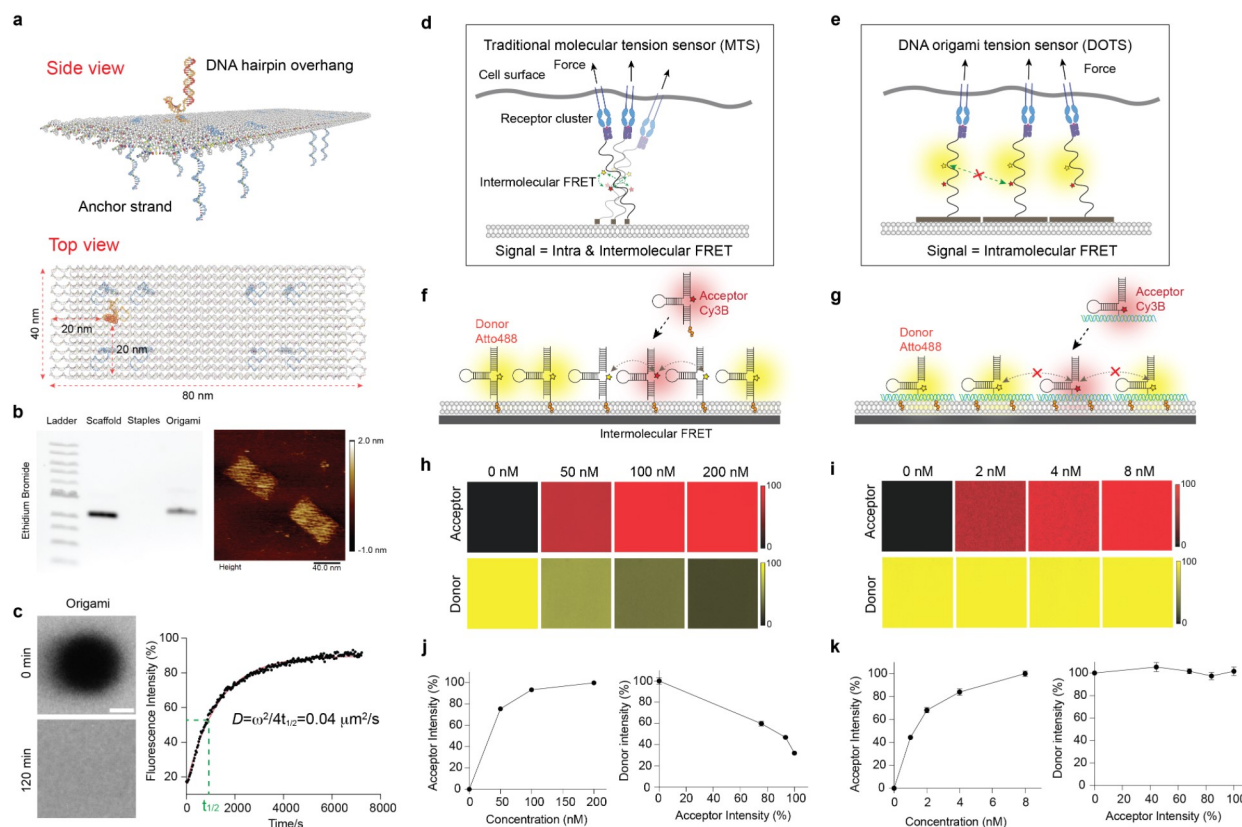 a
Side view
DNA hairpin overhang
Anchor strand
Top view
40 nm
20 nm
20 nm
80 nm
b
Ladder Scaffold Staples Origami
Ethidium Bromide
2.0 nm
-1.0 nm
Height
40.0 nm
c
Origami
0 min
120 min
Fluorescence Intensity (%)
100
80
60
40
20
D=ω²/4t1/2=0.04 μm²/s
0 2000 4000 6000 8000
t1/2
Time/s
d
Traditional molecular tension sensor (MTS)
Force
Cell surface
Receptor cluster
Intermolecular FRET
Signal = Intra & Intermolecular FRET
e
DNA origami tension sensor (DOTS)
Force
Signal = Intramolecular FRET
f
Acceptor
Cy3B
Donor
Atto488
Intermolecular FRET
g
Acceptor
Cy3B
Donor
Atto488
h
0 nM 50 nM 100 nM 200 nM
Acceptor
100
0
Donor
100
0
i
0 nM 2 nM 4 nM 8 nM
Acceptor
100
0
Donor
100
0
j
Acceptor Intensity (%)
100
80
60
40
20
0
0 50 100 150 200
Concentration (nM)
Donor intensity (%)
100
80
60
40
20
0
0 20 40 60 80 100
Acceptor Intensity (%)
k
Acceptor Intensity (%)
100
80
60
40
20
0
0 2 4 6 8
Concentration (nM)
Donor Intensity (%)
100
80
60
40
20
0
0 20 40 60 80 100
Acceptor Intensity (%)